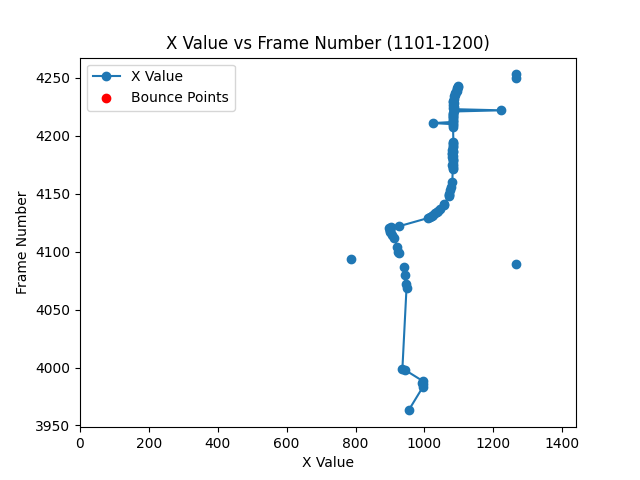 X Value vs Frame Number (1101-1200)
X Value
Bounce Points
Frame Number
4250
4200
4150
4100
4050
4000
3950
0 200 400 600 800 1000 1200 1400
X Value